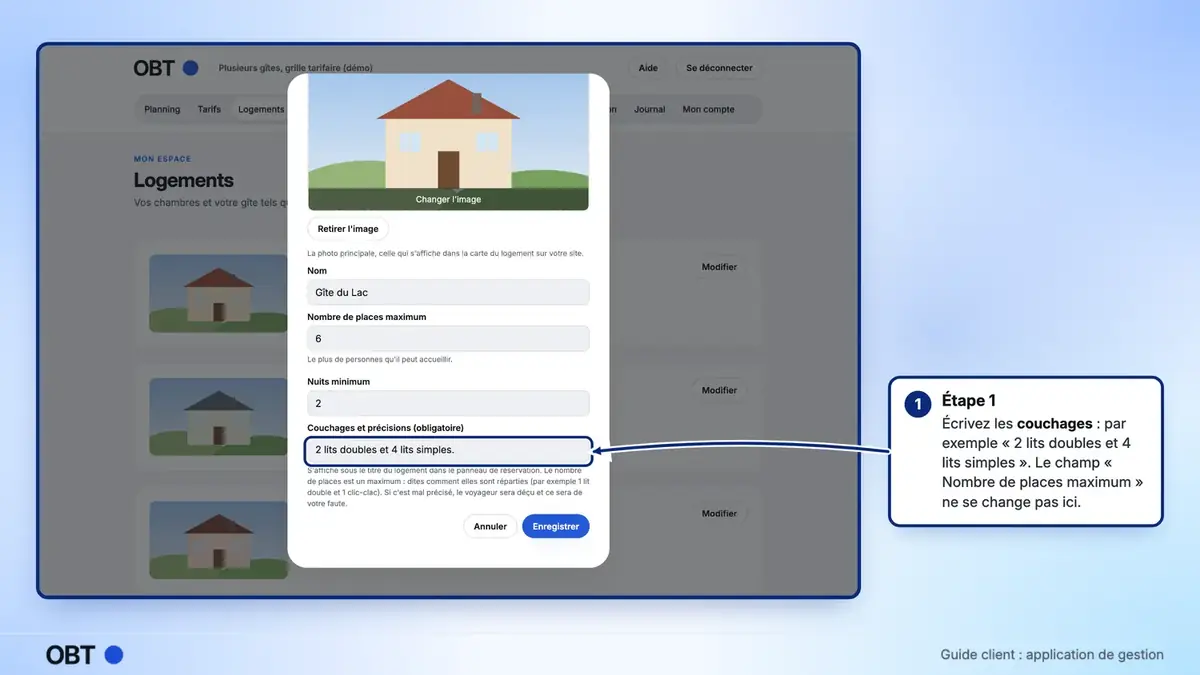 OBT
Plusieurs gîtes, grille tarifaire (démo)
Aide
Se déconnecter
Planning
Tarifs
Logements
Journal
Mon compte
MON ESPACE
Logements
Vos chambres et votre gîte tels
Modifier
Modifier
Modifier
Changer l'image
Retirer l'image
La photo principale, celle qui s'affiche dans la carte du logement sur votre site.
Nom
Gîte du Lac
Nombre de places maximum
6
Le plus de personnes qu'il peut accueillir.
Nuits minimum
2
Couchages et précisions (obligatoire)
2 lits doubles et 4 lits simples.
S'affiche sous le titre du logement dans le panneau de réservation. Le nombre
de places est un maximum : dites comment elles sont réparties (par exemple 1 lit
double et 1 clic-clac). Si c'est mal précisé, le voyageur sera déçu et ce sera de
votre faute.
Annuler
Enregistrer
1
Étape 1
Écrivez les couchages : par
exemple « 2 lits doubles et 4
lits simples ». Le champ «
Nombre de places maximum »
ne se change pas ici.
OBT
Guide client : application de gestion